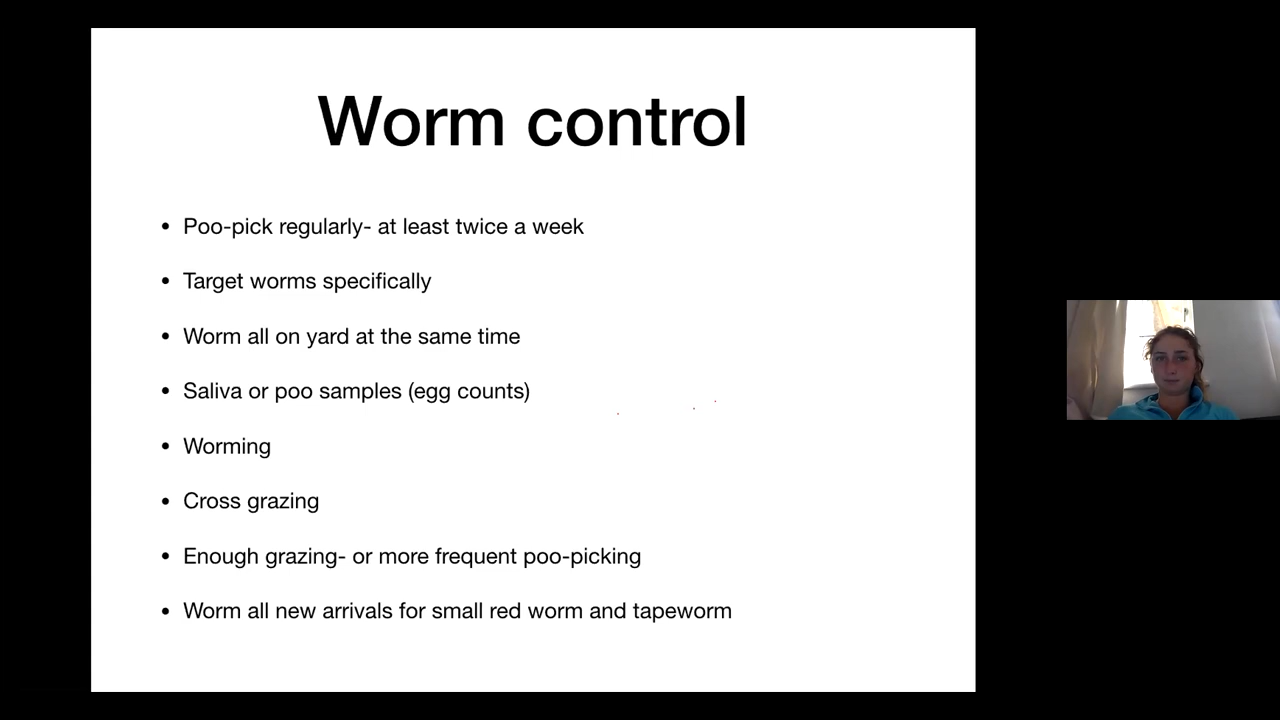 Worm control
• Poo-pick regularly- at least twice a week
• Target worms specifically
• Worm all on yard at the same time
• Saliva or poo samples (egg counts)
• Worming
• Cross grazing
• Enough grazing- or more frequent poo-picking
• Worm all new arrivals for small red worm and tapeworm